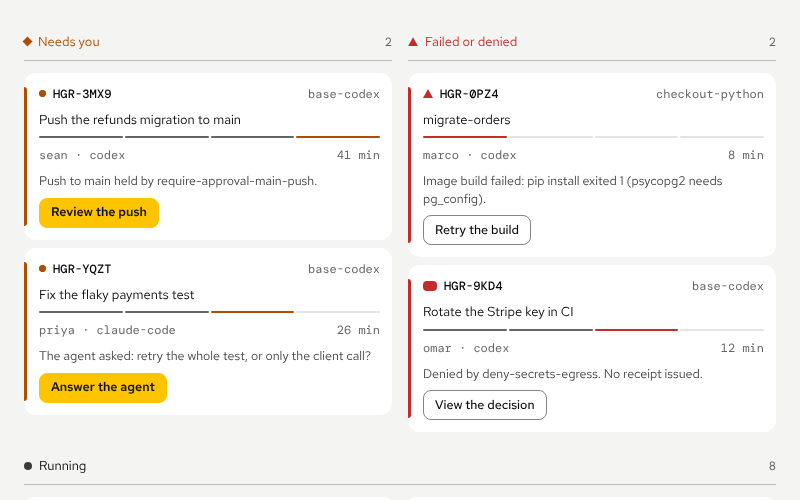 Needs you 2
HGR-3MX9 base-codex
Push the refunds migration to main
sean · codex 41 min
Push to main held by require-approval-main-push.
Review the push
HGR-YQZT base-codex
Fix the flaky payments test
priya · claude-code 26 min
The agent asked: retry the whole test, or only the client call?
Answer the agent
Failed or denied 2
HGR-0PZ4 checkout-python
migrate-orders
marco · codex 8 min
Image build failed: pip install exited 1 (psycopg2 needs
pg_config).
Retry the build
HGR-9KD4 base-codex
Rotate the Stripe key in CI
omar · codex 12 min
Denied by deny-secrets-egress. No receipt issued.
View the decision
Running 8